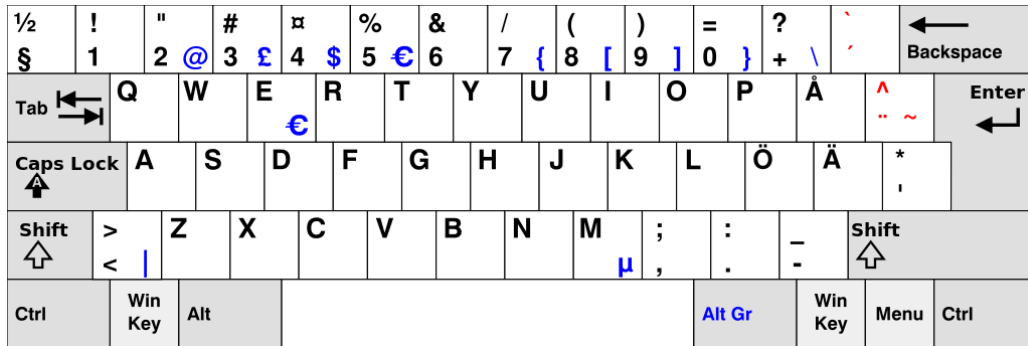 ½ ! " # ¤ % & / ( ) = ? `
§ 1 2 @ 3 £ 4 $ 5 € 6 7 { 8 [ 9 ] 0 } + \ ´ Backspace
Tab Q W E R T Y U I O P Å ^ Enter
€ ¨ ~
Caps Lock A S D F G H J K L Ö Ä *
A '
Shift > Z X C V B N M ; : _ Shift
< | µ , . -
Ctrl Win Key Alt Alt Gr Win Key Menu Ctrl